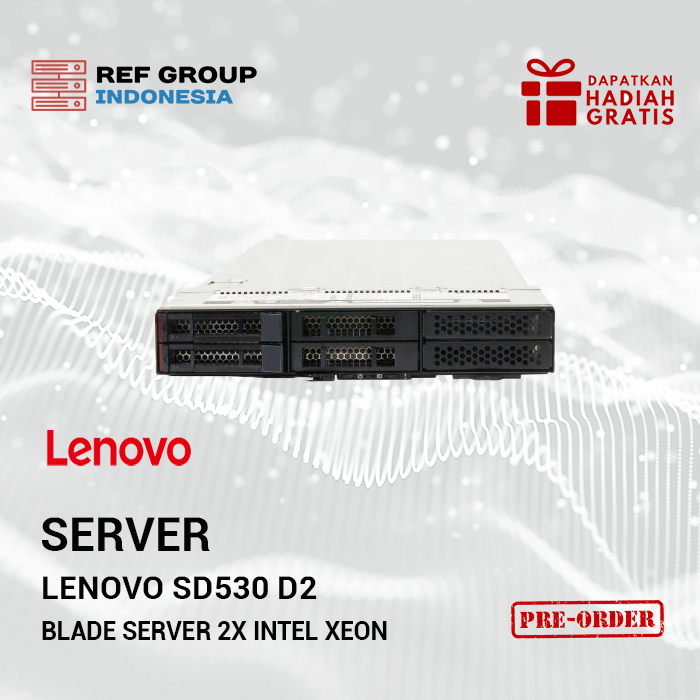 REF GROUP
INDONESIA
DAPATKAN
HADIAH
GRATIS
Lenovo
SERVER
LENOVO SD530 D2
BLADE SERVER 2X INTEL XEON
PRE-ORDER